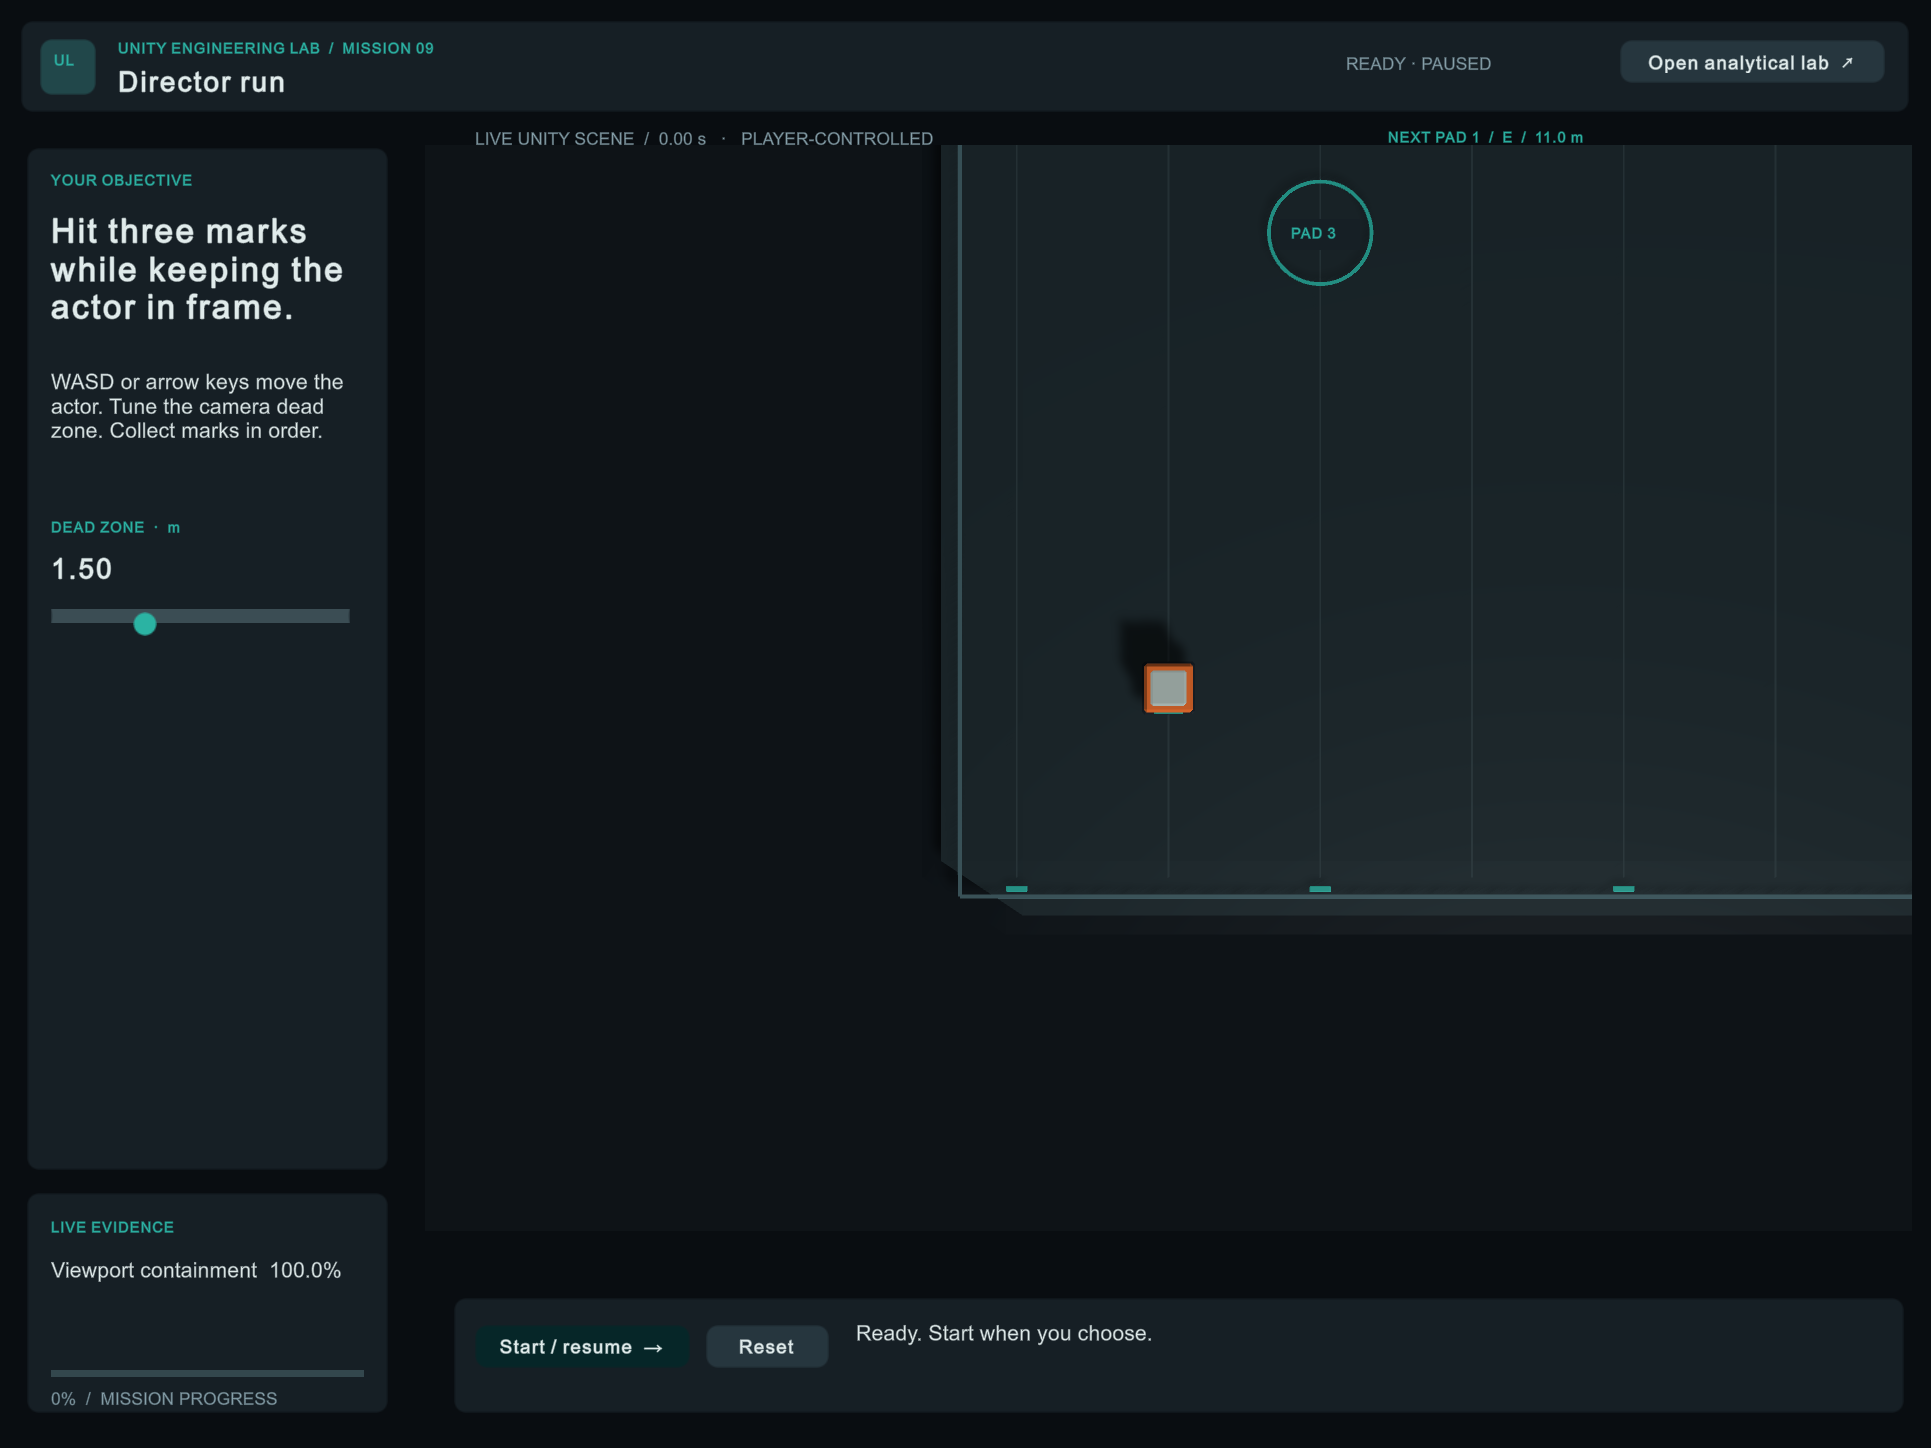 UL
UNITY ENGINEERING LAB / MISSION 09
Director run
READY · PAUSED
Open analytical lab ↗
LIVE UNITY SCENE / 0.00 s · PLAYER-CONTROLLED
NEXT PAD 1 / E / 11.0 m
YOUR OBJECTIVE
Hit three marks
while keeping the
actor in frame.
WASD or arrow keys move the
actor. Tune the camera dead
zone. Collect marks in order.
DEAD ZONE · m
1.50
PAD 3
LIVE EVIDENCE
Viewport containment 100.0%
0% / MISSION PROGRESS
Start / resume →
Reset
Ready. Start when you choose.